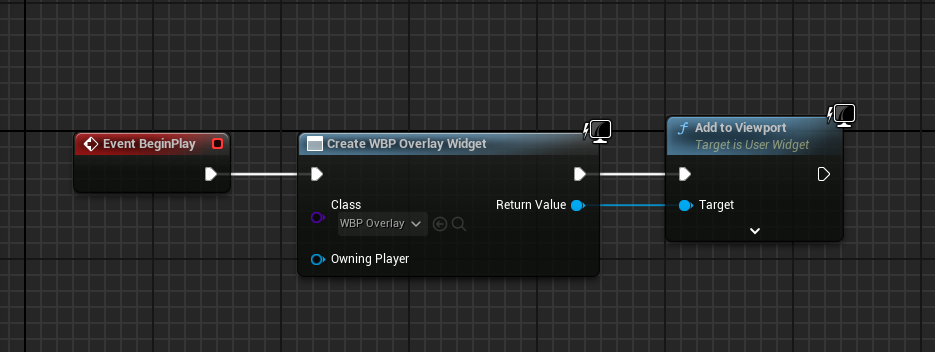 Event BeginPlay
Create WBP Overlay Widget
Class
WBP Overlay
Return Value
Owning Player
f Add to Viewport
Target is User Widget
Target